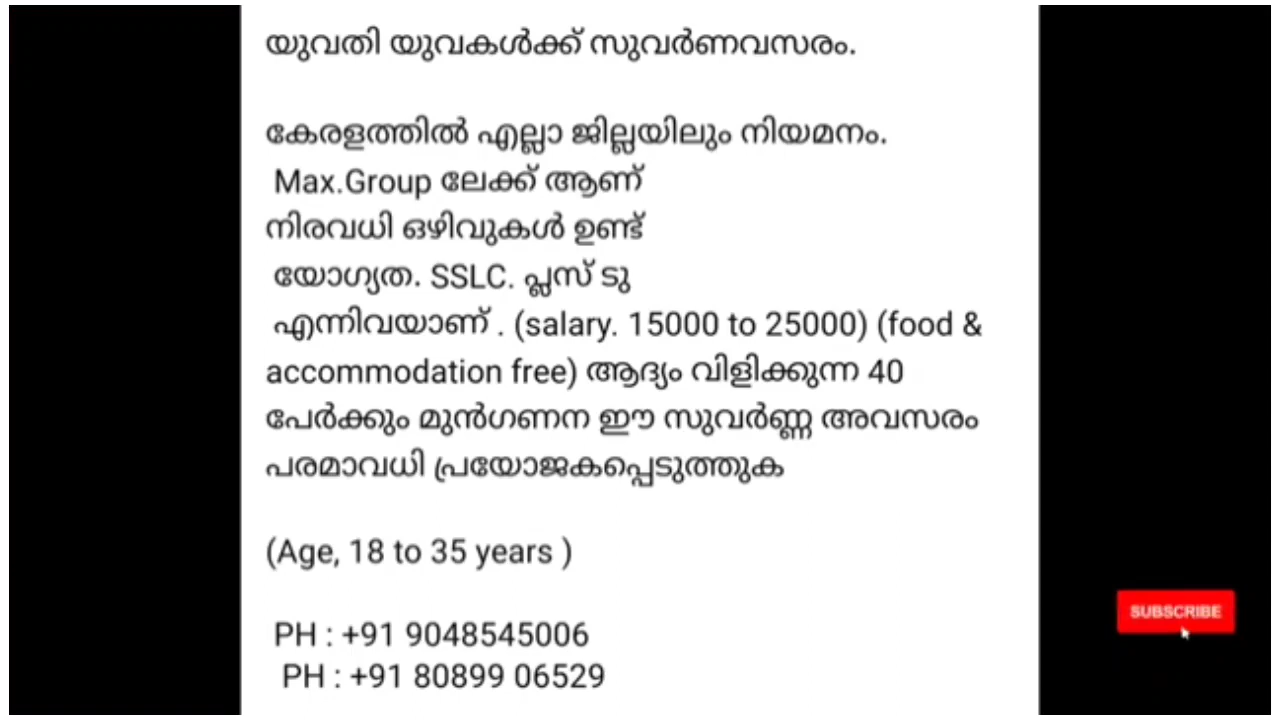 യുവതി യുവകൾക്ക് സുവർണവസരം.
കേരളത്തിൽ എല്ലാ ജില്ലയിലും നിയമനം.
Max.Group ലേക്ക് ആണ്
നിരവധി ഒഴിവുകൾ ഉണ്ട്
യോഗ്യത. SSLC. പ്ലസ് ടു
എന്നിവയാണ് . (salary. 15000 to 25000) (food &
accommodation free) ആദ്യം വിളിക്കുന്ന 40
പേർക്കും മുൻഗണന ഈ സുവർണ്ണ അവസരം
പരമാവധി പ്രയോജകപ്പെടുത്തുക
(Age, 18 to 35 years )
PH : +91 9048545006
PH : +91 80899 06529
SUBSCRIBE